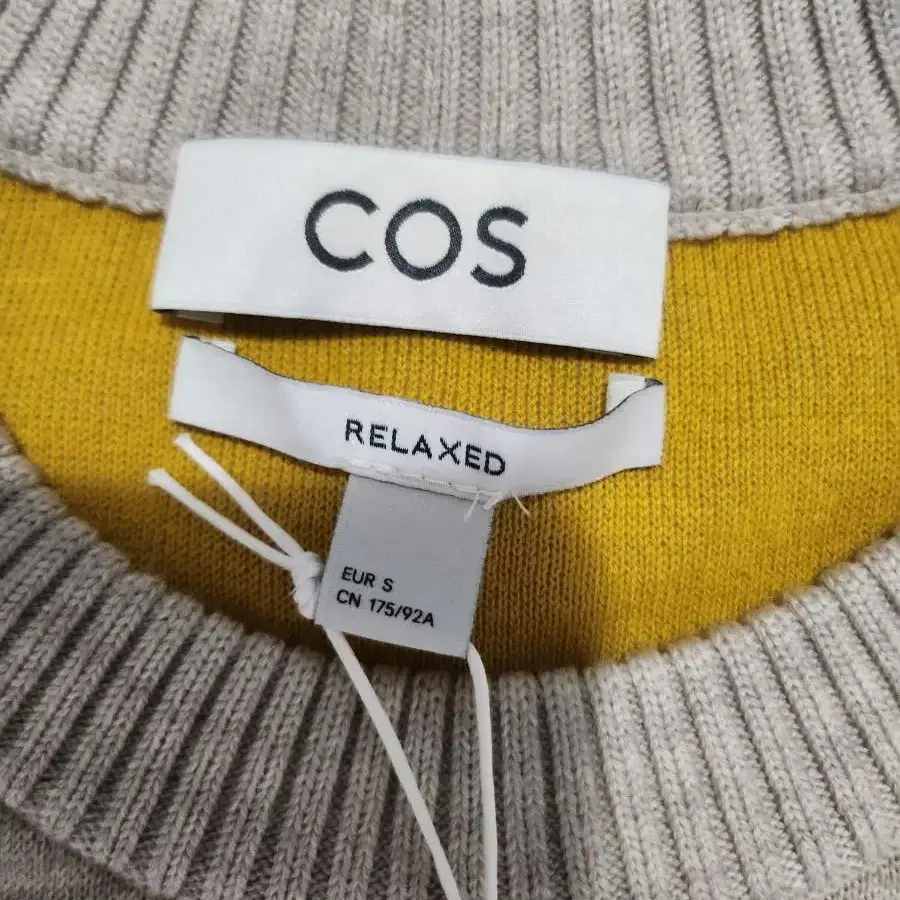 COS
RELAXED
EUR S
CN 175/92A